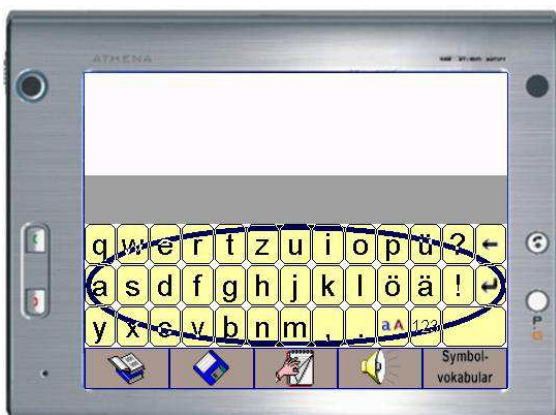 ATHENA
q w e r t z u i o p ü ? ←
a s d f g h j k l ö ä ! ↵
y x c v b n m , . aA 123
Symbol-
vokabular
P.G